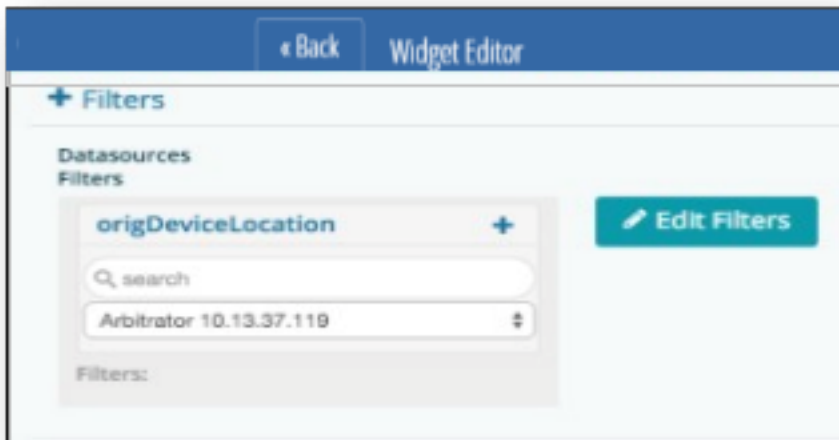 « Back Widget Editor
+ Filters
Datasources
Filters
origDeviceLocation +
search
Arbitrator 10.13.37.119
Edit Filters
Filters: